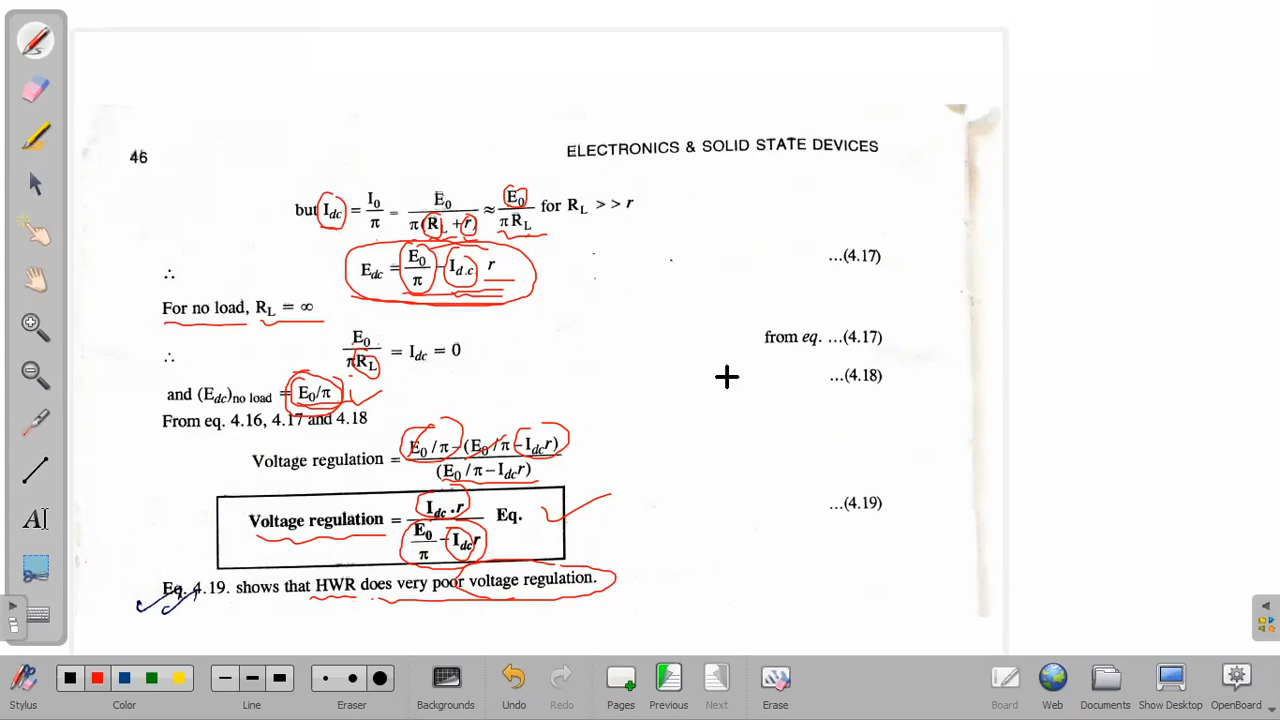 46
ELECTRONICS & SOLID STATE DEVICES
but I_dc = I_0/π = E_0/π(R_L + r) ≈ E_0/πR_L for R_L >> r
∴ E_dc = E_0/π - I_d.c r ...(4.17)
For no load, R_L = ∞
∴ E_0/πR_L = I_dc = 0 from eq. ...(4.17)
and (E_dc)no load = E_0/π ...(4.18)
From eq. 4.16, 4.17 and 4.18
Voltage regulation = E_0/π-(E_0/π-I_dc r)/(E_0/π-I_dc r)
Voltage regulation = I_dc.r/(E_0/π - I_dc r) Eq. ...(4.19)
Eq. 4.19. shows that HWR does very poor voltage regulation.
AI
Stylus Color Line Eraser Backgrounds Undo Redo Pages Previous Next Erase Board Web Documents Show Desktop OpenBoard